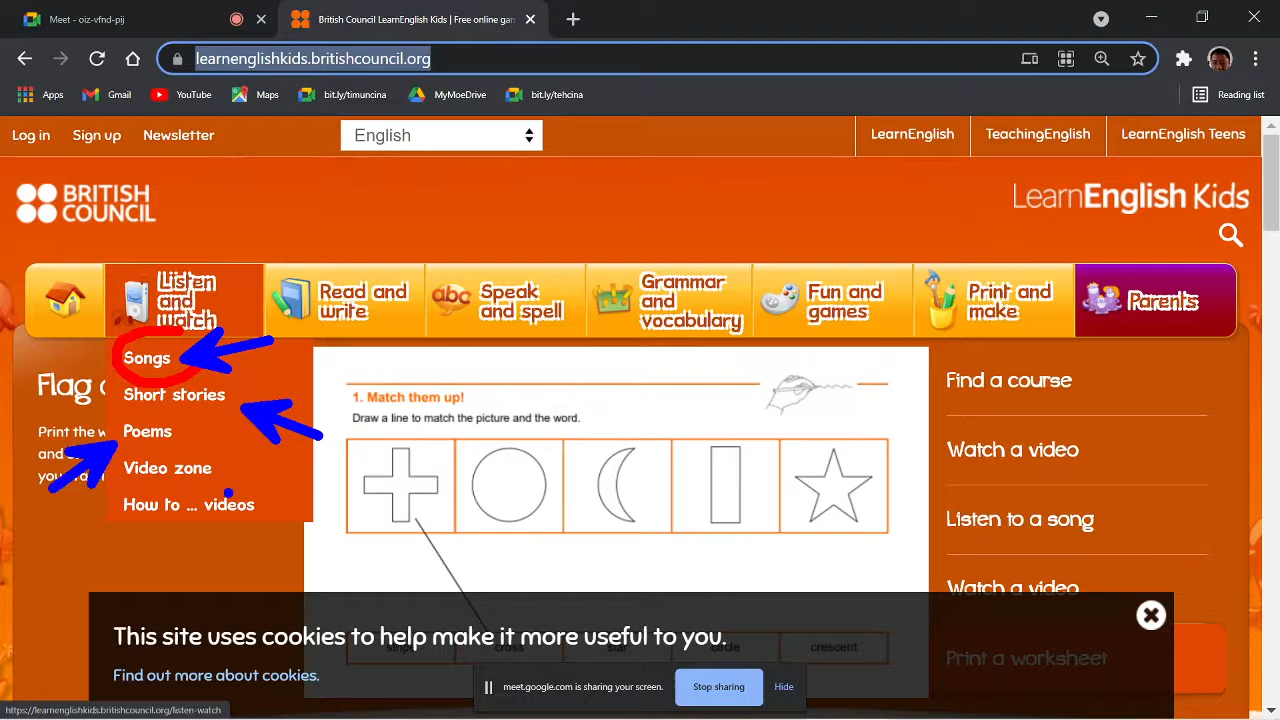 Meet - oiz-vfnd-pij
British Council LearnEnglish Kids | Free online gam
learnenglishkids.britishcouncil.org
Apps
Gmail
YouTube
Maps
bit.ly/timuncina
MyMoeDrive
bit.ly/tehcina
Reading list
Log in
Sign up
Newsletter
English
LearnEnglish
TeachingEnglish
LearnEnglish Teens
BRITISH
COUNCIL
LearnEnglish Kids
Listen
and
watch
Read and
write
abc
Speak
and spell
Grammar
and
vocabulary
Fun and
games
Print and
make
Parents
Songs
Short stories
Poems
Video zone
How to ... videos
Flag
Print the
and
1. Match them up!
Draw a line to match the picture and the word.
stripe
cross
star
circle
crescent
Find a course
Watch a video
Listen to a song
Watch a video
Print a worksheet
This site uses cookies to help make it more useful to you.
Find out more about cookies.
meet.google.com is sharing your screen.
Stop sharing
Hide
https://learnenglishkids.britishcouncil.org/listen-watch